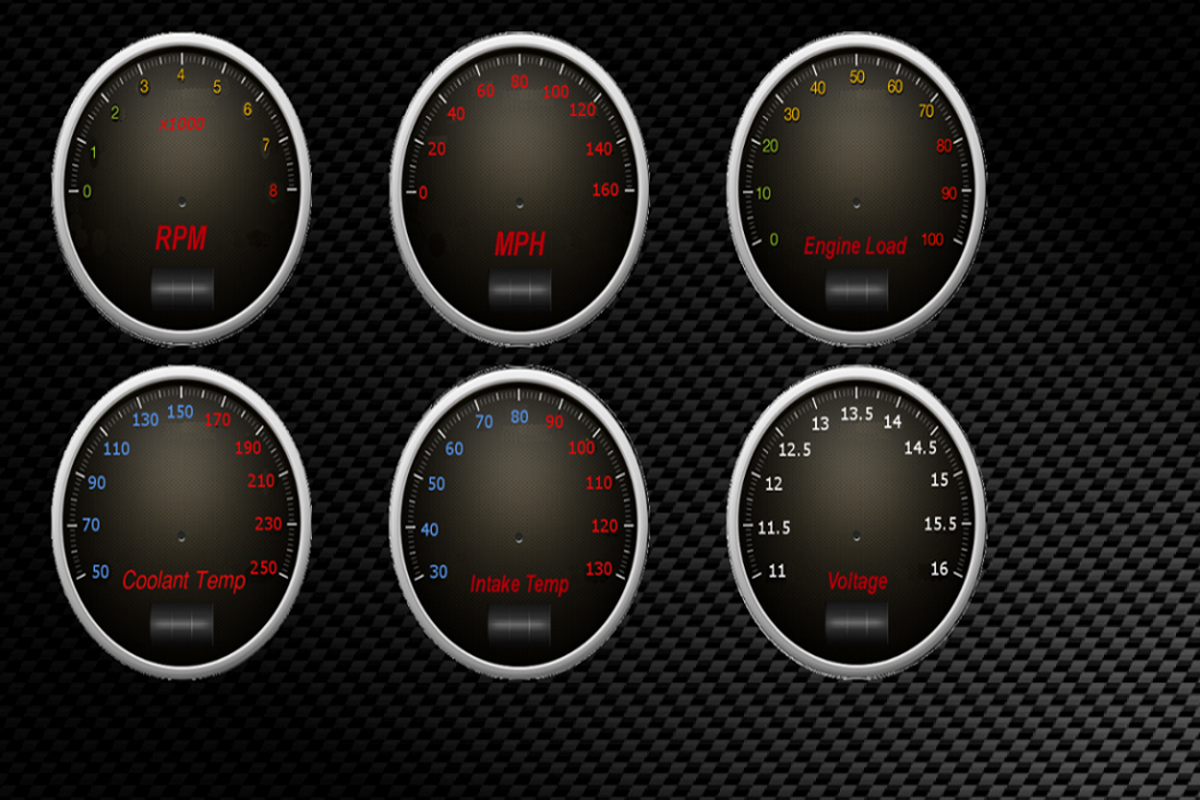 0 1 2 3 4 5 6 7 8
x1000
RPM
0 20 40 60 80 100 120 140 160
MPH
0 10 20 30 40 50 60 70 80 90 100
Engine Load
50 70 90 110 130 150 170 190 210 230 250
Coolant Temp
30 40 50 60 70 80 90 100 110 120 130
Intake Temp
11 11.5 12 12.5 13 13.5 14 14.5 15 15.5 16
Voltage